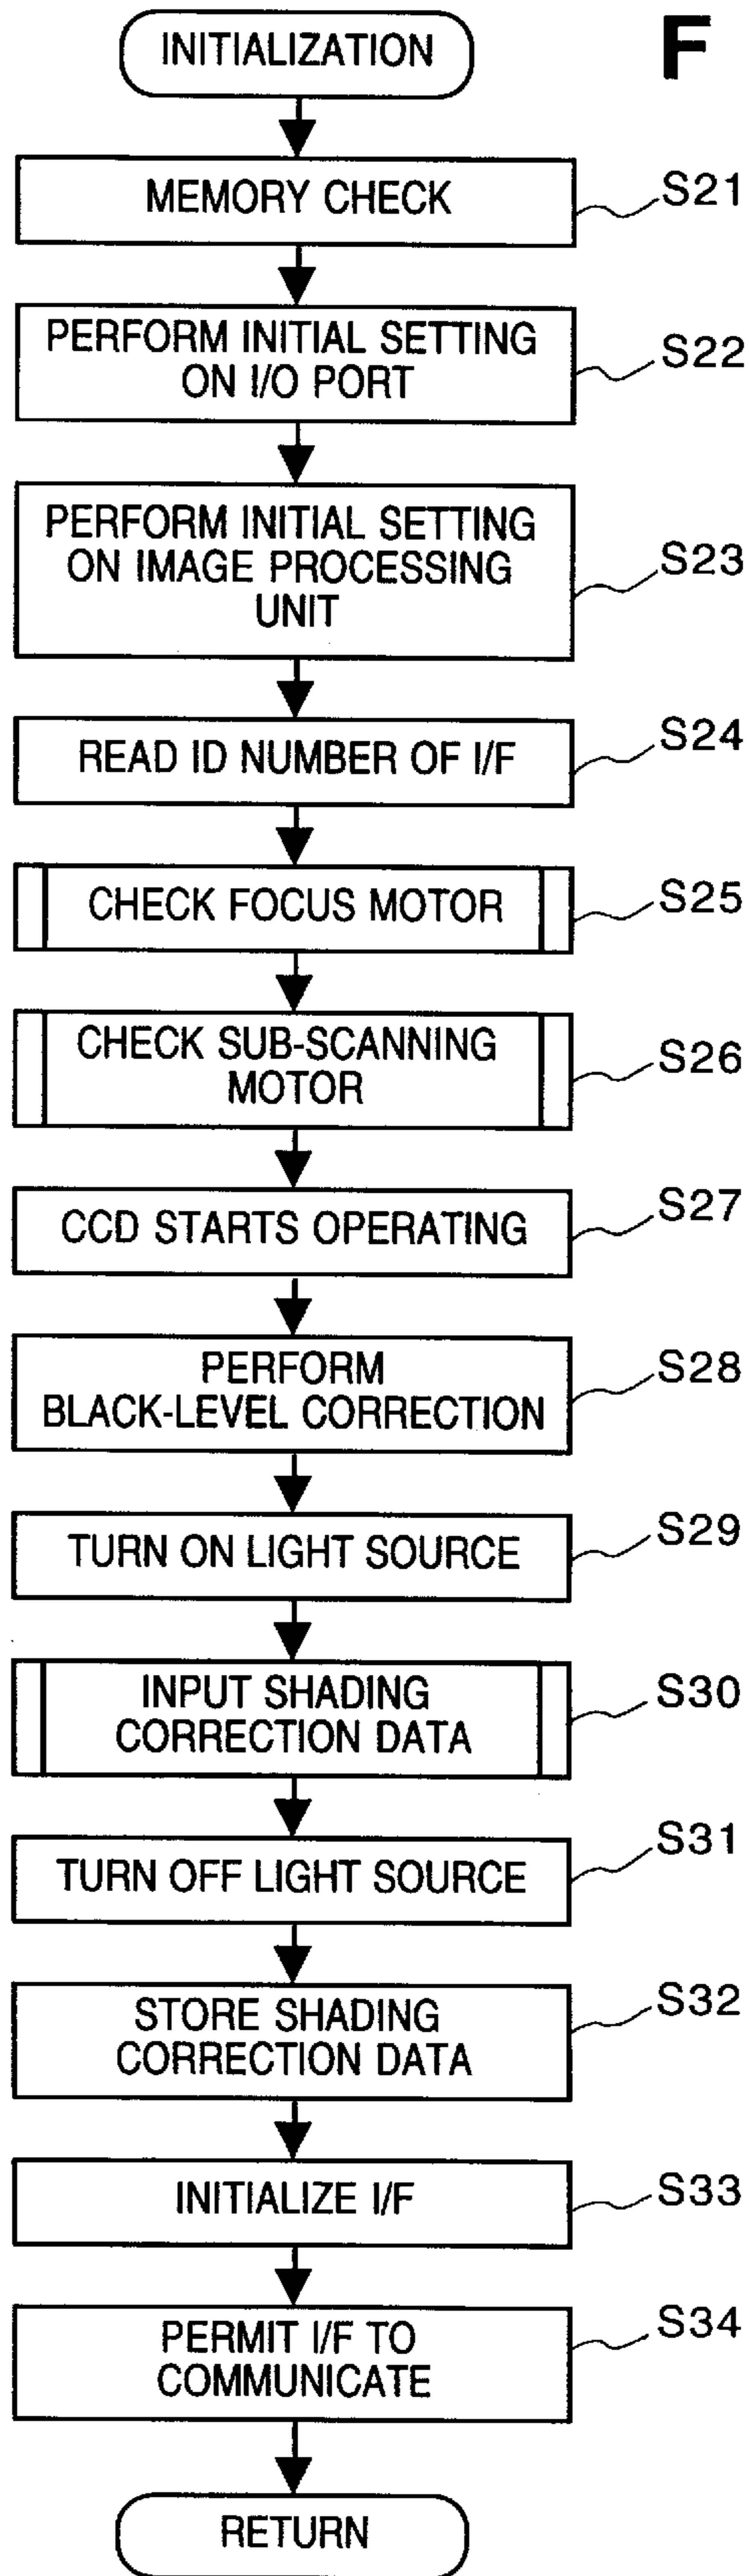 INITIALIZATION
F
MEMORY CHECK
S21
PERFORM INITIAL SETTING
ON I/O PORT
S22
PERFORM INITIAL SETTING
ON IMAGE PROCESSING
UNIT
S23
READ ID NUMBER OF I/F
S24
CHECK FOCUS MOTOR
S25
CHECK SUB-SCANNING
MOTOR
S26
CCD STARTS OPERATING
S27
PERFORM
BLACK-LEVEL CORRECTION
S28
TURN ON LIGHT SOURCE
S29
INPUT SHADING
CORRECTION DATA
S30
TURN OFF LIGHT SOURCE
S31
STORE SHADING
CORRECTION DATA
S32
INITIALIZE I/F
S33
PERMIT I/F TO
COMMUNICATE
S34
RETURN